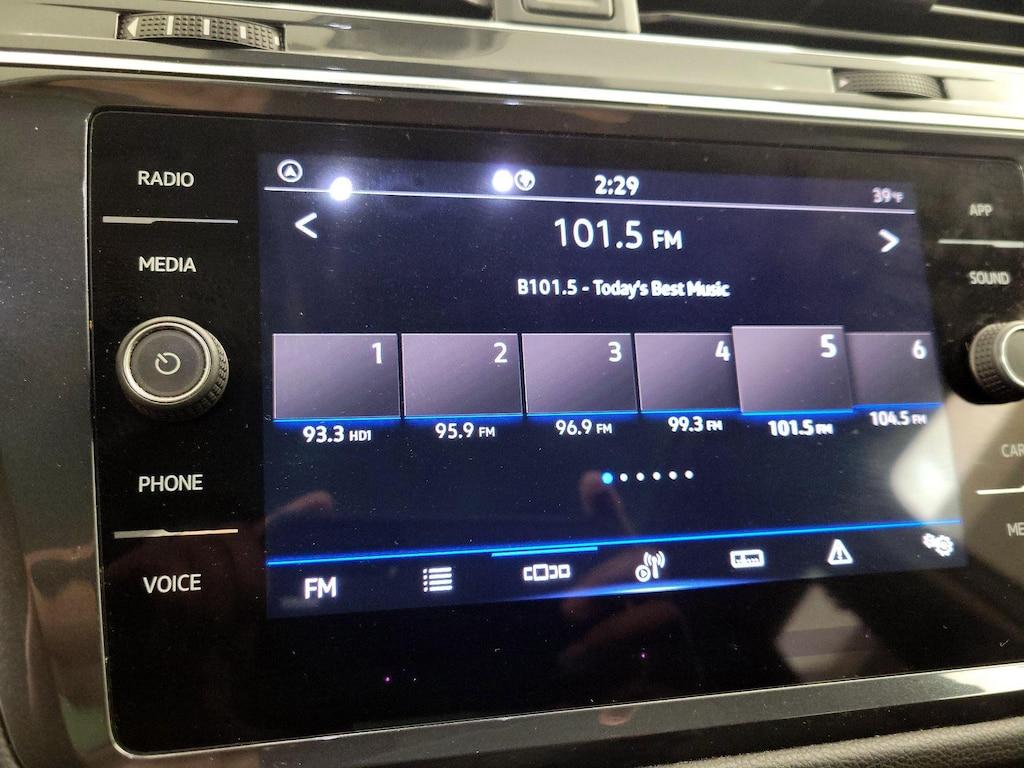 RADIO
MEDIA
PHONE
VOICE
2:29
39°F
101.5 FM
B101.5 - Today's Best Music
1 2 3 4 5 6
93.3 HD1 95.9 FM 96.9 FM 99.3 FM 101.5 FM 104.5 FM
FM
APP
SOUND
CAR
ME